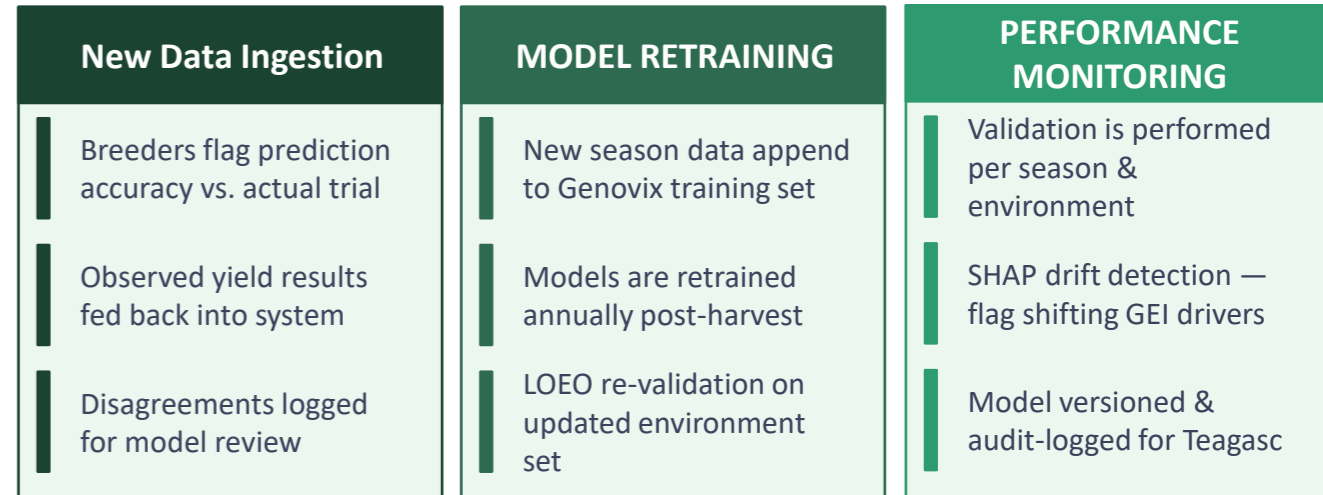 New Data Ingestion
Breeders flag prediction
accuracy vs. actual trial
Observed yield results
fed back into system
Disagreements logged
for model review
MODEL RETRAINING
New season data append
to Genovix training set
Models are retrained
annually post-harvest
LOEO re-validation on
updated environment
set
PERFORMANCE
MONITORING
Validation is performed
per season &
environment
SHAP drift detection —
flag shifting GEI drivers
Model versioned &
audit-logged for Teagasc